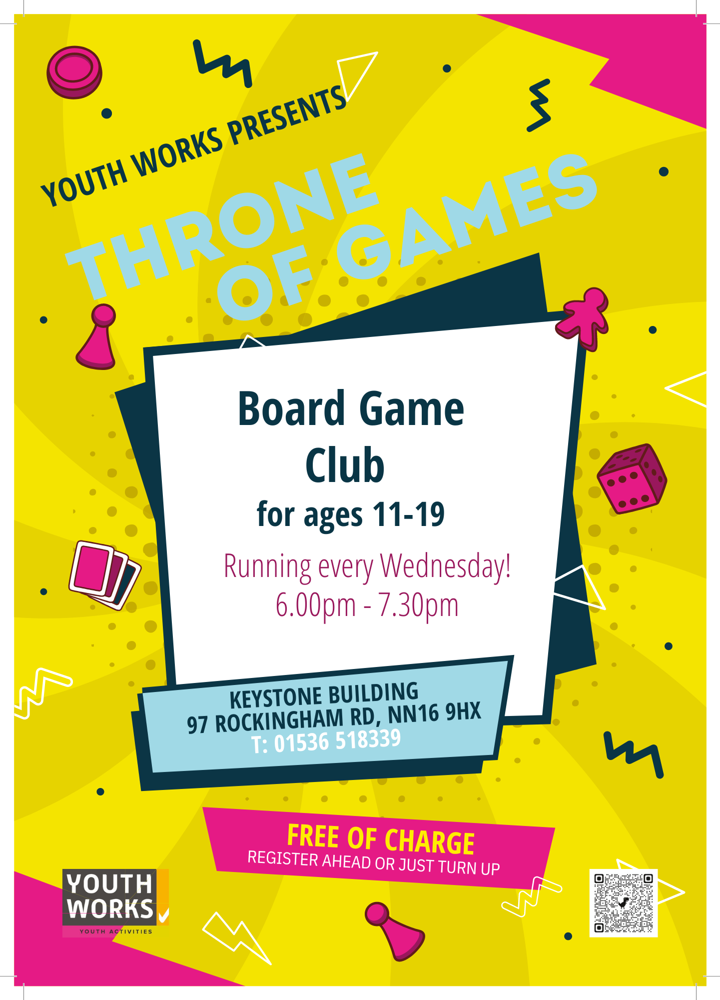 YOUTH WORKS PRESENTS
THRONE
OF GAMES
Board Game
Club
for ages 11-19
Running every Wednesday!
6.00pm - 7.30pm
KEYSTONE BUILDING
97 ROCKINGHAM RD, NN16 9HX
T: 01536 518339
FREE OF CHARGE
REGISTER AHEAD OR JUST TURN UP
YOUTH
WORKS
YOUTH ACTIVITIES